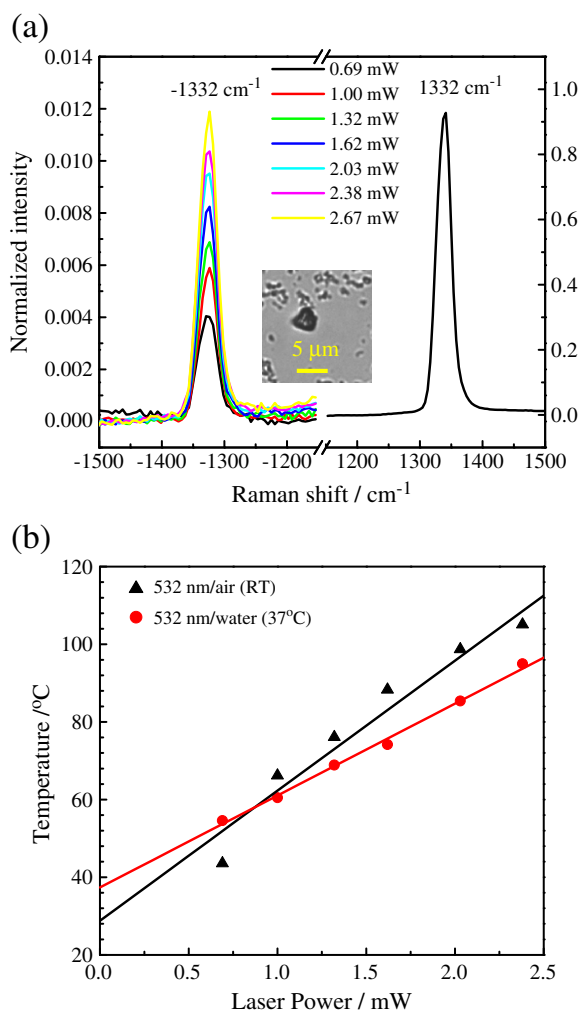 (a)
0.014
0.012
0.010
0.008
0.006
0.004
0.002
0.000
Normalized intensity
-1332 cm⁻¹
0.69 mW
1.00 mW
1.32 mW
1.62 mW
2.03 mW
2.38 mW
2.67 mW
1332 cm⁻¹
5 µm
1.0
0.8
0.6
0.4
0.2
0.0
-1500 -1400 -1300 -1200 1200 1300 1400 1500
Raman shift / cm⁻¹
(b)
120
100
80
60
40
20
Temperature /ºC
532 nm/air (RT)
532 nm/water (37ºC)
0.0 0.5 1.0 1.5 2.0 2.5
Laser Power / mW